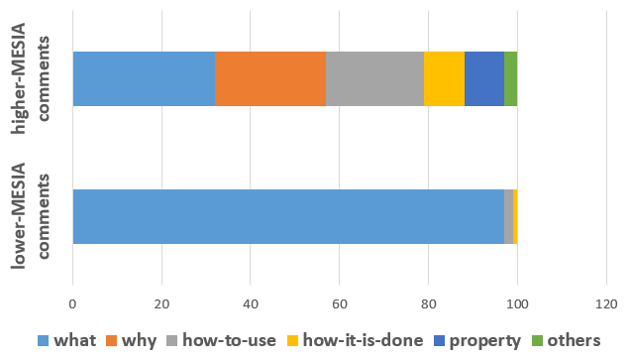 higher-MESIA
comments
lower-MESIA
comments
0 20 40 60 80 100 120
what why how-to-use how-it-is-done property others